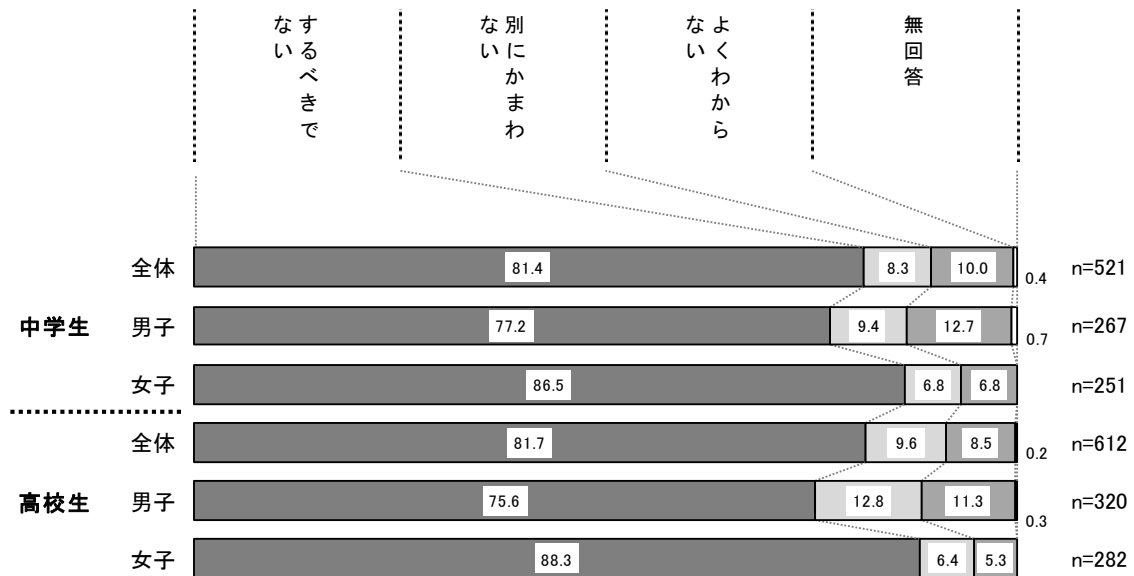 するべきで
ない
別にかまわ
ない
よくわから
ない
無回答
全体 81.4 8.3 10.0 0.4 n=521
中学生 男子 77.2 9.4 12.7 0.7 n=267
女子 86.5 6.8 6.8 n=251
全体 81.7 9.6 8.5 0.2 n=612
高校生 男子 75.6 12.8 11.3 0.3 n=320
女子 88.3 6.4 5.3 n=282